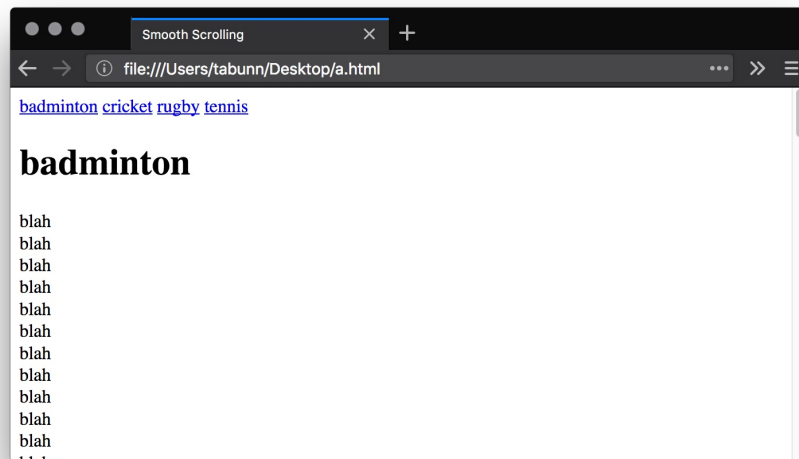 Smooth Scrolling
file:///Users/tabunn/Desktop/a.html
badminton cricket rugby tennis
badminton
blah
blah
blah
blah
blah
blah
blah
blah
blah
blah
blah